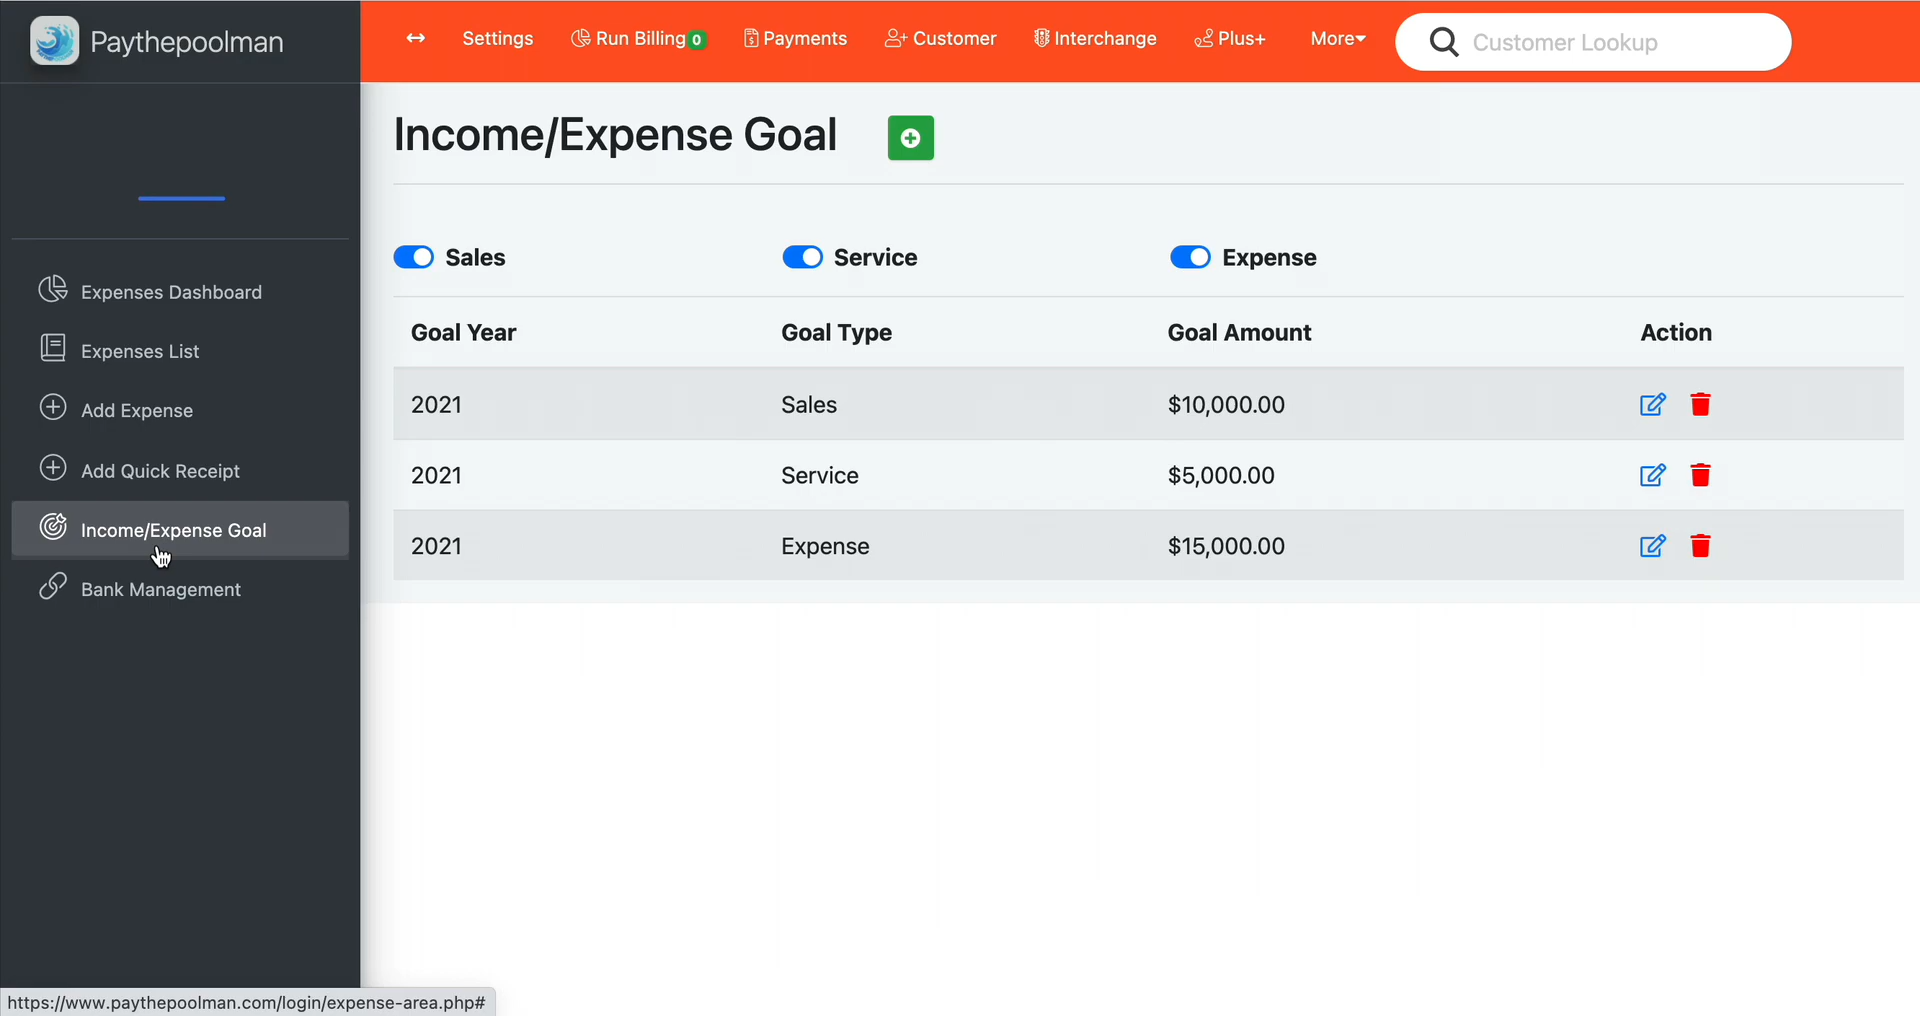 Paythepoolman
Settings
Run Billing 0
Payments
Customer
Interchange
Plus+
More
Customer Lookup
Expenses Dashboard
Expenses List
Add Expense
Add Quick Receipt
Income/Expense Goal
Bank Management
Income/Expense Goal
Sales Service Expense
Goal Year Goal Type Goal Amount Action
2021 Sales $10,000.00
2021 Service $5,000.00
2021 Expense $15,000.00
https://www.paythepoolman.com/login/expense-area.php#